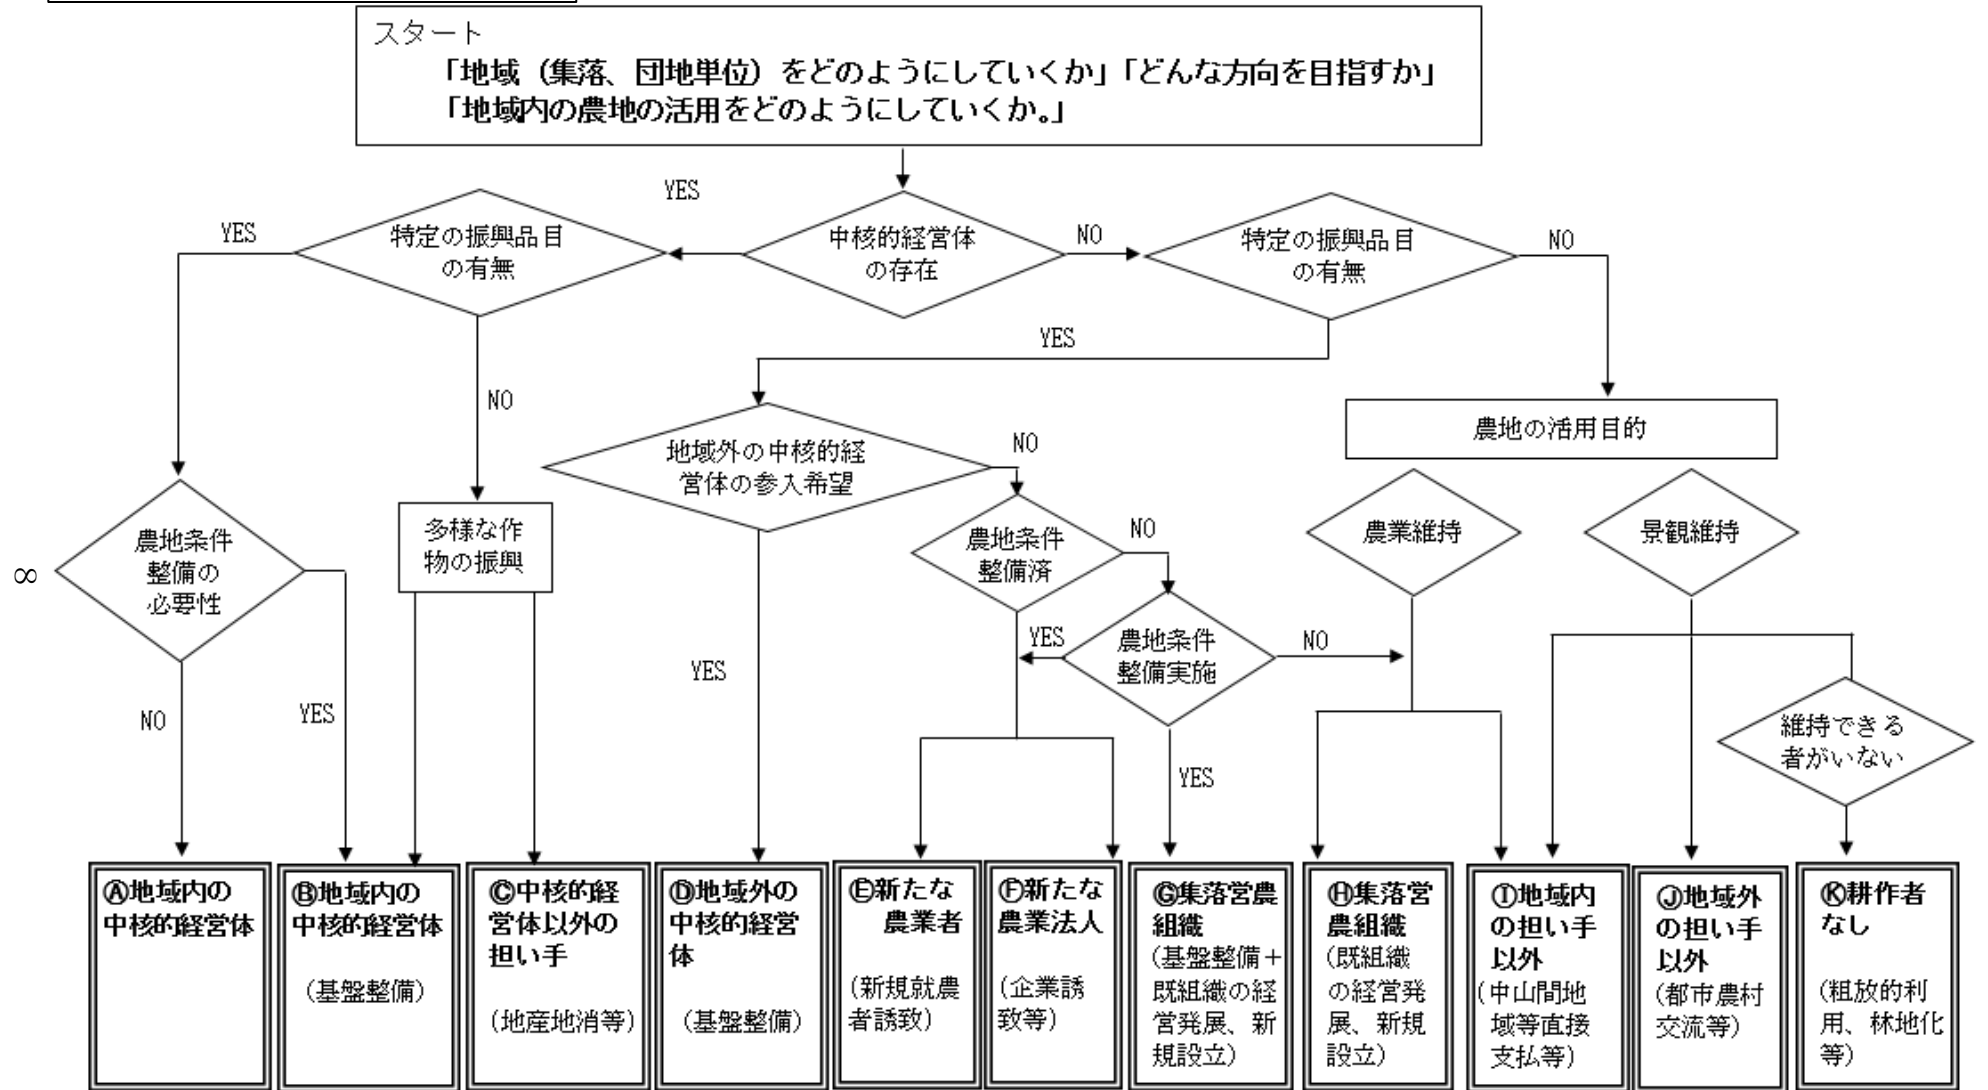 スタート
「地域（集落、団地単位）をどのようにしていくか」「どんな方向を目指すか」
「地域内の農地の活用をどのようにしていくか。」
YES
YES
特定の振興品目
の有無
中核的経営体
の存在
NO
特定の振興品目
の有無
NO
YES
NO
地域外の中核的経
営体の参入希望
NO
農地の活用目的
農地条件
整備の
必要性
多様な作
物の振興
農地条件
整備済
NO
農業維持
景観維持
8
YES
農地条件
整備実施
NO
YES
NO
YES
維持できる
者がいない
YES
Ⓐ地域内の
中核的経営体
Ⓑ地域内の
中核的経営体
（基盤整備）
Ⓒ中核的経
営体以外の
担い手
（地産地消等）
Ⓓ地域外の
中核的経営
体
（基盤整備）
Ⓔ新たな
農業者
（新規就農
者誘致）
Ⓕ新たな
農業法人
（企業誘
致等）
Ⓖ集落営農
組織
（基盤整備＋
既組織の経
営発展、新
規設立）
Ⓗ集落営
農組織
（既組織
の経営発
展、新規
設立）
Ⓘ地域内
の担い手
以外
（中山間地
域等直接
支払等）
Ⓙ地域外
の担い手
以外
（都市農村
交流等）
Ⓚ耕作者
なし
（粗放的利
用、林地化
等）